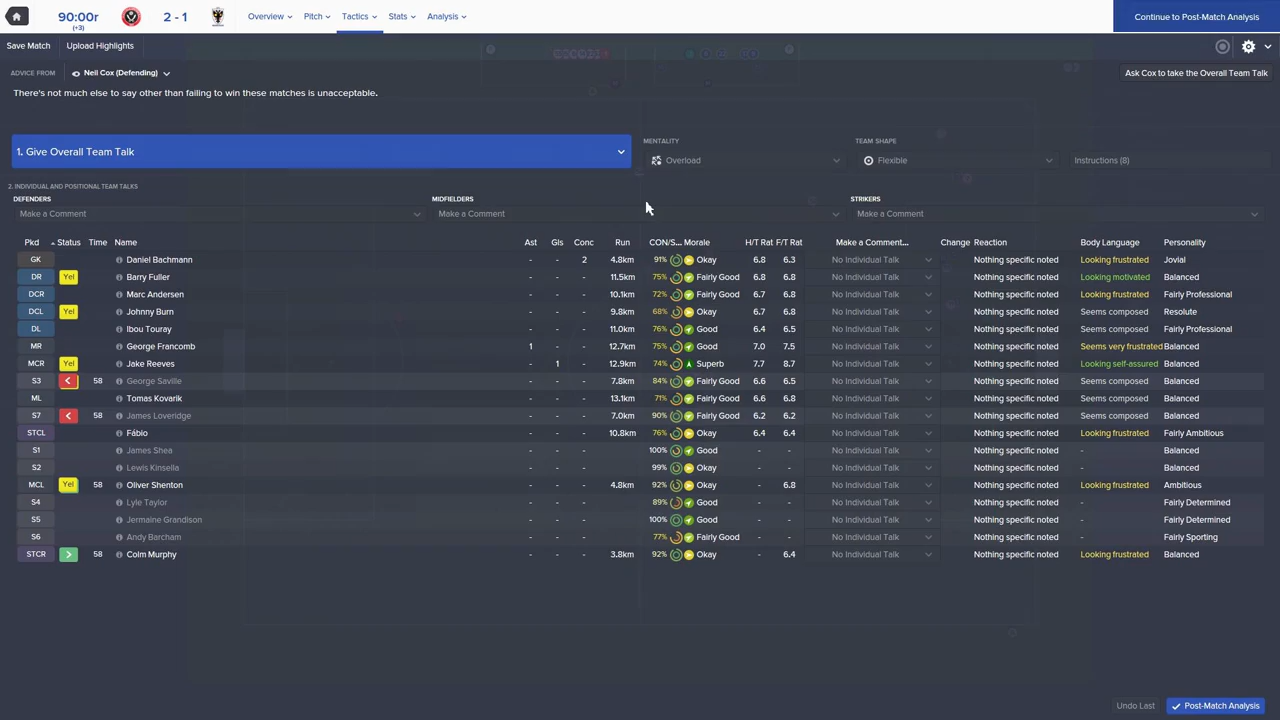 90:00r
(+3)
2 - 1
Overview
Pitch
Tactics
Stats
Analysis
Continue to Post-Match Analysis
Save Match
Upload Highlights
ADVICE FROM
Neil Cox (Defending)
Ask Cox to take the Overall Team Talk
There's not much else to say other than failing to win these matches is unacceptable.
1. Give Overall Team Talk
MENTALITY
Overload
TEAM SHAPE
Flexible
Instructions (8)
2. INDIVIDUAL AND POSITIONAL TEAM TALKS
DEFENDERS
Make a Comment
MIDFIELDERS
Make a Comment
STRIKERS
Make a Comment
Pkd Status Time Name Ast Gls Conc Run CON/S... Morale H/T Rat F/T Rat Make a Comment... Change Reaction Body Language Personality
GK Daniel Bachmann - - 2 4.8km 91% Okay 6.8 6.3 No Individual Talk Nothing specific noted Looking frustrated Jovial
DR Yel Barry Fuller - - - 11.5km 75% Fairly Good 6.8 6.8 No Individual Talk Nothing specific noted Looking motivated Balanced
DCR Marc Andersen - - - 10.1km 72% Fairly Good 6.7 6.8 No Individual Talk Nothing specific noted Looking frustrated Fairly Professional
DCL Yel Johnny Burn - - - 9.8km 68% Okay 6.7 6.8 No Individual Talk Nothing specific noted Seems composed Resolute
DL Ibou Touray - - - 11.0km 76% Good 6.4 6.5 No Individual Talk Nothing specific noted Seems composed Fairly Professional
MR George Francomb 1 - - 12.7km 75% Good 7.0 7.5 No Individual Talk Nothing specific noted Seems very frustrated Balanced
MCR Yel Jake Reeves - 1 - 12.9km 74% Superb 7.7 8.7 No Individual Talk Nothing specific noted Looking self-assured Balanced
S3 58 George Saville - - - 7.8km 84% Fairly Good 6.6 6.5 No Individual Talk Nothing specific noted Seems composed Balanced
ML Tomas Kovarik - - - 13.1km 71% Fairly Good 6.6 6.8 No Individual Talk Nothing specific noted Seems composed Balanced
S7 58 James Loveridge - - - 7.0km 90% Fairly Good 6.2 6.2 No Individual Talk Nothing specific noted Seems composed Balanced
STCL Fábio - - - 10.8km 76% Okay 6.4 6.4 No Individual Talk Nothing specific noted Looking frustrated Fairly Ambitious
S1 James Shea - - - 100% Good - - No Individual Talk Nothing specific noted - Balanced
S2 Lewis Kinsella - - - 99% Okay - - No Individual Talk Nothing specific noted - Balanced
MCL Yel 58 Oliver Shenton - - - 4.8km 92% Okay - 6.8 No Individual Talk Nothing specific noted Looking frustrated Ambitious
S4 Lyle Taylor - - - 89% Good - - No Individual Talk Nothing specific noted - Fairly Determined
S5 Jermaine Grandison - - - 100% Good - - No Individual Talk Nothing specific noted - Fairly Determined
S6 Andy Barcham - - - 77% Fairly Good - - No Individual Talk Nothing specific noted - Fairly Sporting
STCR 58 Colm Murphy - - - 3.8km 92% Okay - 6.4 No Individual Talk Nothing specific noted Looking frustrated Balanced
Undo Last
Post-Match Analysis